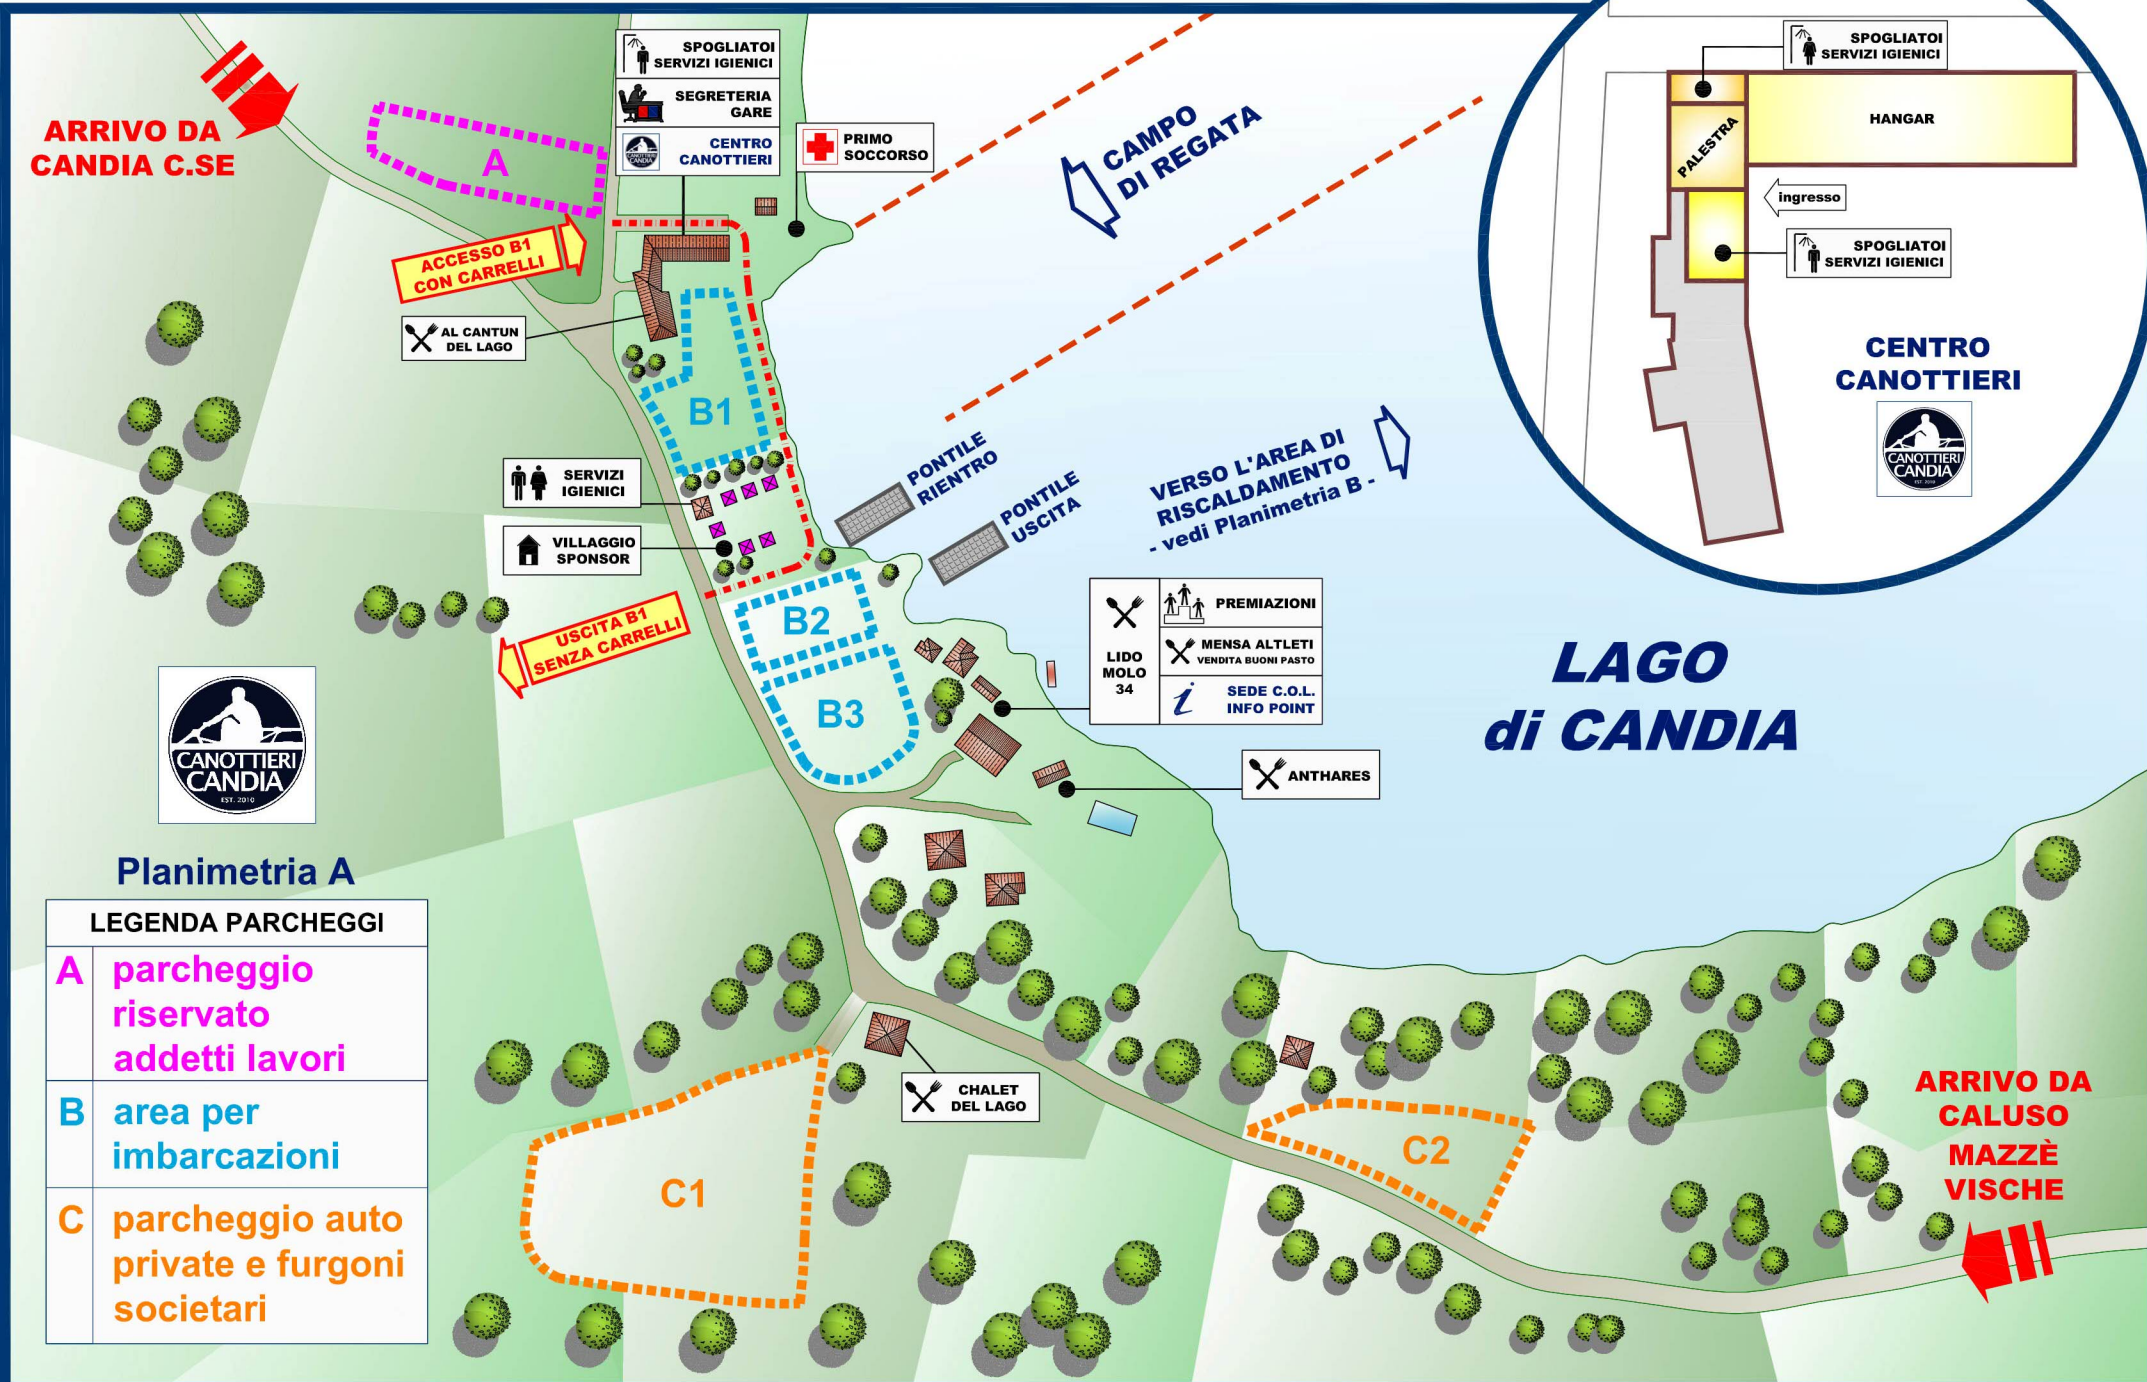 ARRIVO DA
CANDIA C.SE
A
SPOGLIATOI
SERVIZI IGIENICI
SEGRETERIA
GARE
CANOTTIERI
CANDIA
CENTRO
CANOTTIERI
PRIMO
SOCCORSO
CAMPO
DI REGATA
SPOGLIATOI
SERVIZI IGIENICI
HANGAR
PALESTRA
ingresso
SPOGLIATOI
SERVIZI IGIENICI
CENTRO
CANOTTIERI
CANOTTIERI
CANDIA
EST. 2010
ACCESSO B1
CON CARRELLI
AL CANTUN
DEL LAGO
B1
SERVIZI
IGIENICI
VILLAGGIO
SPONSOR
PONTILE
RIENTRO
PONTILE
USCITA
VERSO L'AREA DI
RISCALDAMENTO
- vedi Planimetria B -
USCITA B1
SENZA CARRELLI
B2
B3
LIDO
MOLO
34
PREMIAZIONI
MENSA ALTLETI
VENDITA BUONI PASTO
SEDE C.O.L.
INFO POINT
ANTHARES
LAGO
di CANDIA
CANOTTIERI
CANDIA
EST. 2010
Planimetria A
LEGENDA PARCHEGGI
A parcheggio
riservato
addetti lavori
B area per
imbarcazioni
C parcheggio auto
private e furgoni
societari
CHALET
DEL LAGO
C1
C2
ARRIVO DA
CALUSO
MAZZÈ
VISCHE